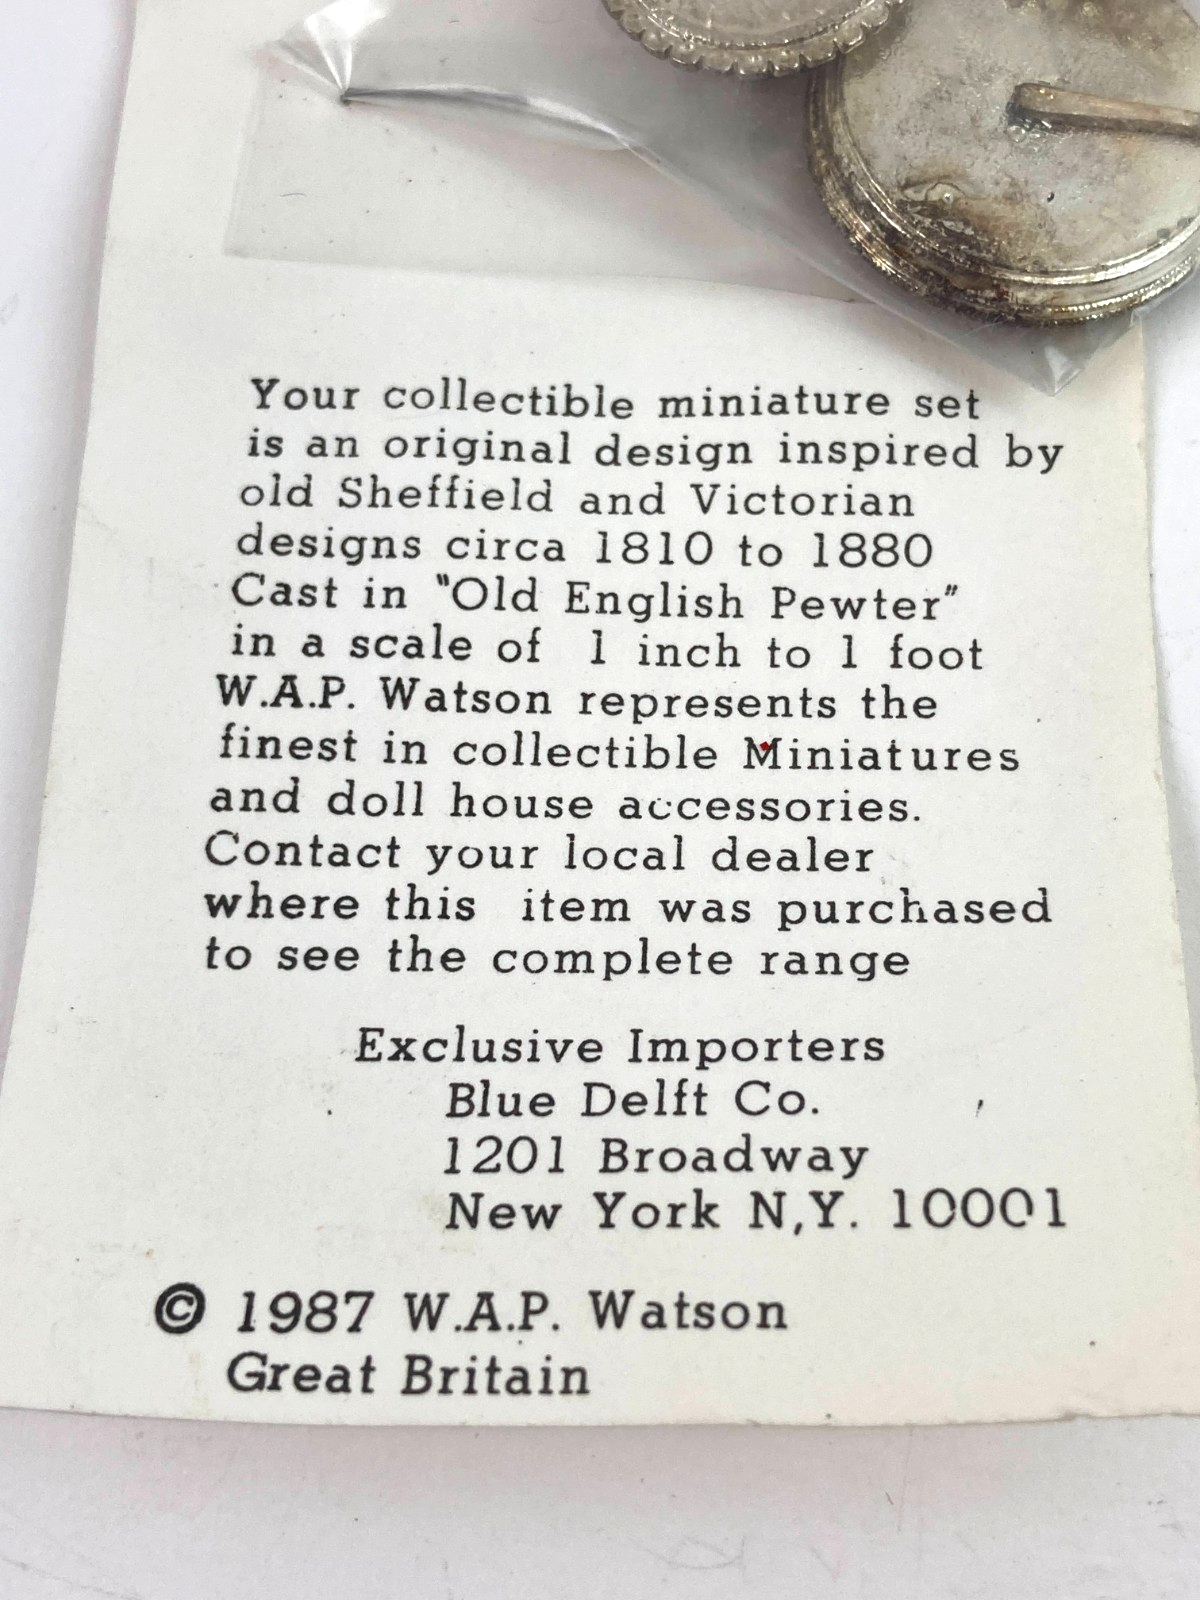 Your collectible miniature set
is an original design inspired by
old Sheffield and Victorian
designs circa 1810 to 1880
Cast in "Old English Pewter"
in a scale of 1 inch to 1 foot
W.A.P. Watson represents the
finest in collectible Miniatures
and doll house accessories.
Contact your local dealer
where this item was purchased
to see the complete range
Exclusive Importers
Blue Delft Co.
1201 Broadway
New York N,Y. 10001
© 1987 W.A.P. Watson
Great Britain